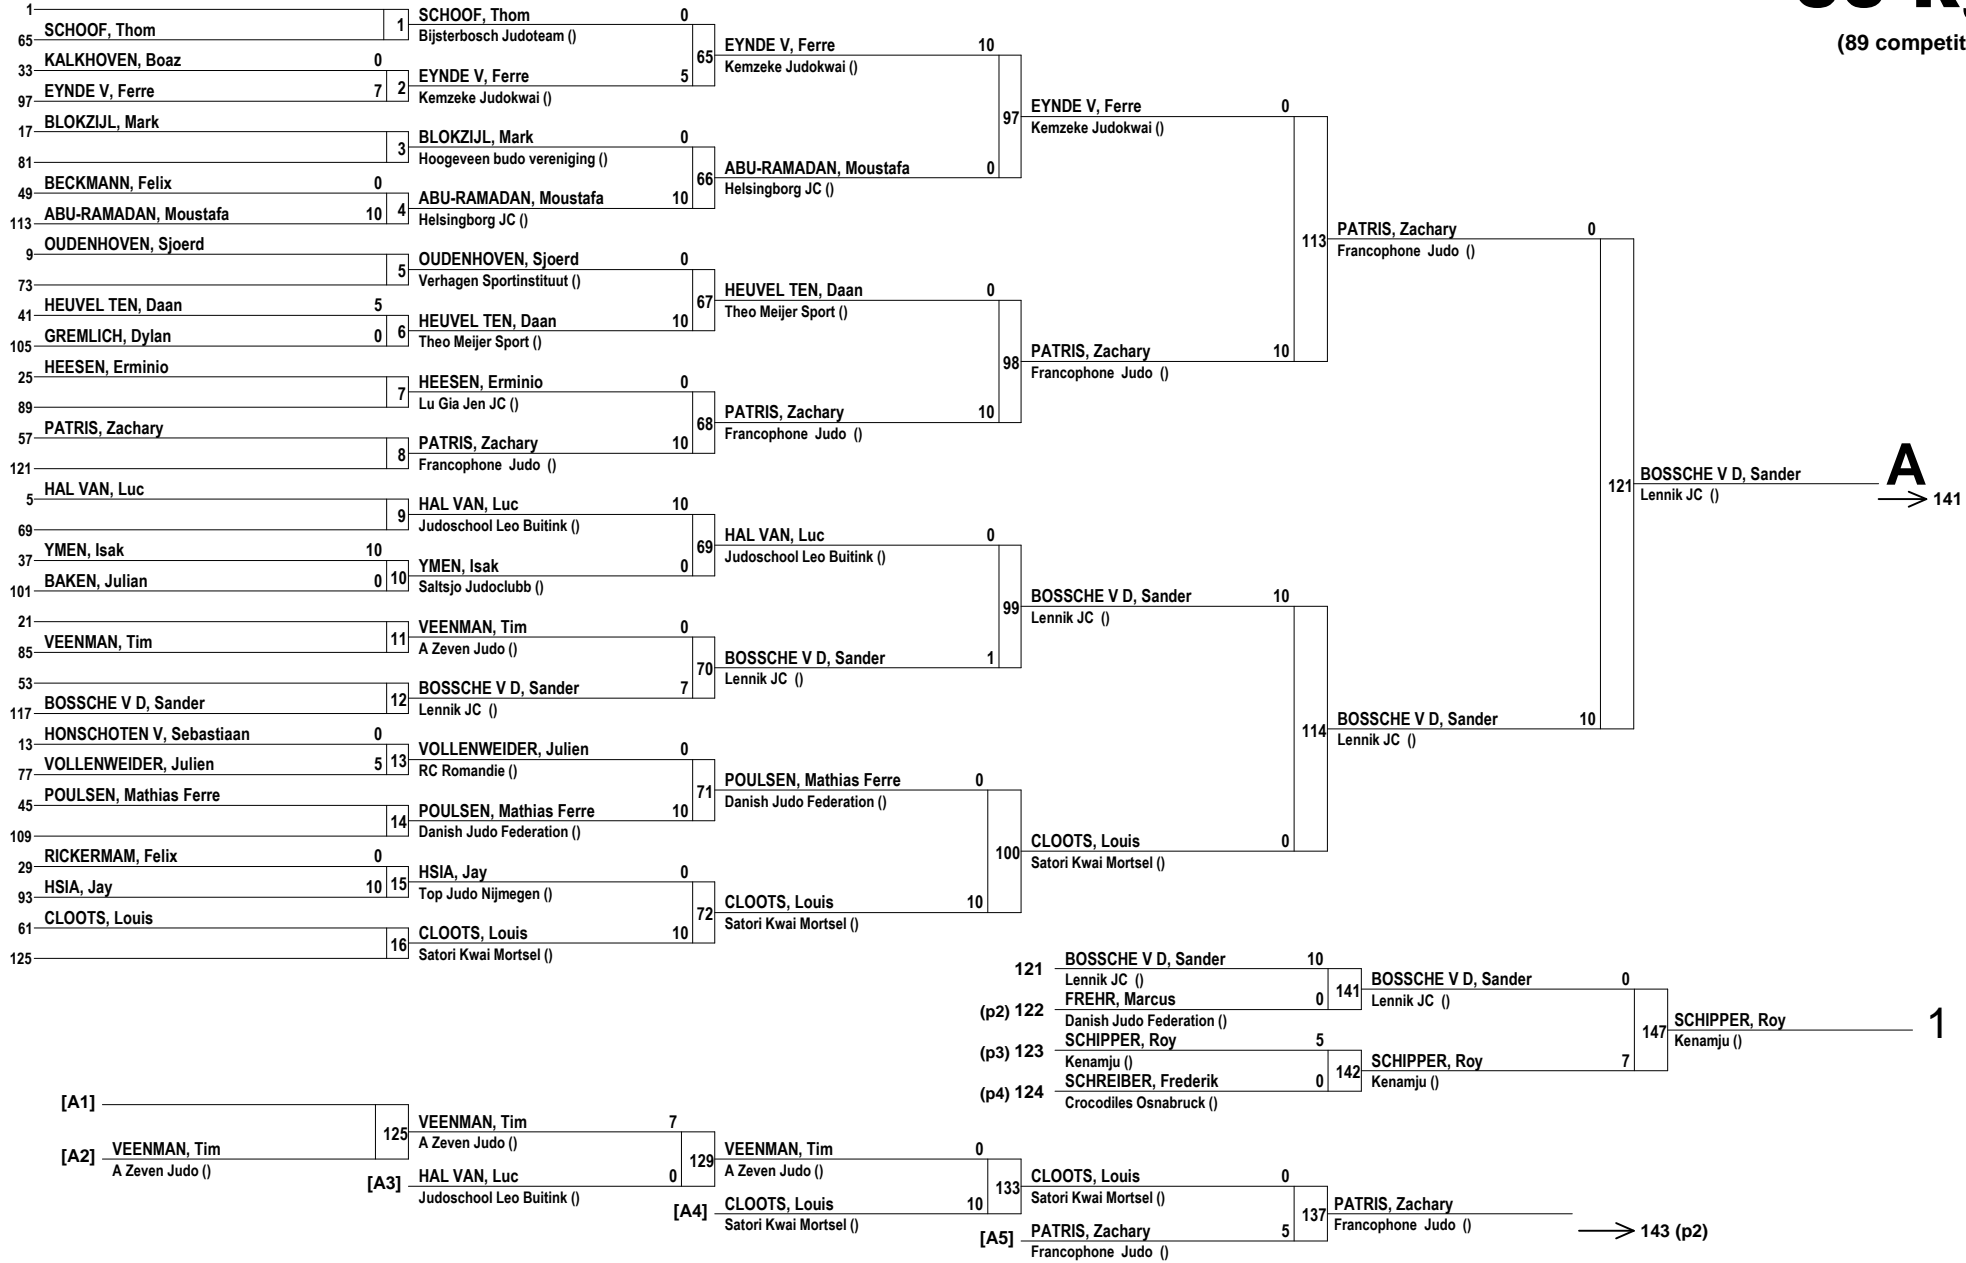 (89 competit
1
65 SCHOOF, Thom
1
SCHOOF, Thom 0
Bijsterbosch Judoteam ()
33 KALKHOVEN, Boaz 0
97 EYNDE V, Ferre 7
2
EYNDE V, Ferre 5
Kemzeke Judokwai ()
17 BLOKZIJL, Mark
81
3
BLOKZIJL, Mark 0
Hoogeveen budo vereniging ()
49 BECKMANN, Felix 0
113 ABU-RAMADAN, Moustafa 10
4
ABU-RAMADAN, Moustafa 10
Helsingborg JC ()
9 OUDENHOVEN, Sjoerd
73
5
OUDENHOVEN, Sjoerd 0
Verhagen Sportinstituut ()
41 HEUVEL TEN, Daan 5
105 GREMLICH, Dylan 0
6
HEUVEL TEN, Daan 10
Theo Meijer Sport ()
25 HEESEN, Erminio
89
7
HEESEN, Erminio 0
Lu Gia Jen JC ()
57 PATRIS, Zachary
121
8
PATRIS, Zachary 10
Francophone Judo ()
5 HAL VAN, Luc
69
9
HAL VAN, Luc 10
Judoschool Leo Buitink ()
37 YMEN, Isak 10
101 BAKEN, Julian 0
10
YMEN, Isak 0
Saltsjo Judoclubb ()
21
85 VEENMAN, Tim
11
VEENMAN, Tim 0
A Zeven Judo ()
53
117 BOSSCHE V D, Sander
12
BOSSCHE V D, Sander 7
Lennik JC ()
13 HONSCHOTEN V, Sebastiaan 0
77 VOLLENWEIDER, Julien 5
13
VOLLENWEIDER, Julien 0
RC Romandie ()
45 POULSEN, Mathias Ferre
109
14
POULSEN, Mathias Ferre 10
Danish Judo Federation ()
29 RICKERMAM, Felix 0
93 HSIA, Jay 10
15
HSIA, Jay 0
Top Judo Nijmegen ()
61 CLOOTS, Louis
125
16
CLOOTS, Louis 10
Satori Kwai Mortsel ()
65
EYNDE V, Ferre 10
Kemzeke Judokwai ()
66
ABU-RAMADAN, Moustafa 0
Helsingborg JC ()
67
HEUVEL TEN, Daan 0
Theo Meijer Sport ()
68
PATRIS, Zachary 10
Francophone Judo ()
69
HAL VAN, Luc 0
Judoschool Leo Buitink ()
70
BOSSCHE V D, Sander 1
Lennik JC ()
71
POULSEN, Mathias Ferre 0
Danish Judo Federation ()
72
CLOOTS, Louis 10
Satori Kwai Mortsel ()
97
EYNDE V, Ferre 0
Kemzeke Judokwai ()
98
PATRIS, Zachary 10
Francophone Judo ()
99
BOSSCHE V D, Sander 10
Lennik JC ()
100
CLOOTS, Louis 0
Satori Kwai Mortsel ()
113
PATRIS, Zachary 0
Francophone Judo ()
114
BOSSCHE V D, Sander 10
Lennik JC ()
121
BOSSCHE V D, Sander
Lennik JC ()
A
141
121 BOSSCHE V D, Sander 10
Lennik JC ()
(p2) 122 FREHR, Marcus 0
Danish Judo Federation ()
(p3) 123 SCHIPPER, Roy 5
Kenamju ()
(p4) 124 SCHREIBER, Frederik 0
Crocodiles Osnabruck ()
141
BOSSCHE V D, Sander 0
Lennik JC ()
142
SCHIPPER, Roy 7
Kenamju ()
147
SCHIPPER, Roy
Kenamju ()
1
[A1]
[A2] VEENMAN, Tim
A Zeven Judo ()
125
VEENMAN, Tim 7
A Zeven Judo ()
[A3] HAL VAN, Luc 0
Judoschool Leo Buitink ()
129
VEENMAN, Tim 0
A Zeven Judo ()
[A4] CLOOTS, Louis 10
Satori Kwai Mortsel ()
133
CLOOTS, Louis 0
Satori Kwai Mortsel ()
[A5] PATRIS, Zachary 5
Francophone Judo ()
137
PATRIS, Zachary
Francophone Judo ()
143 (p2)